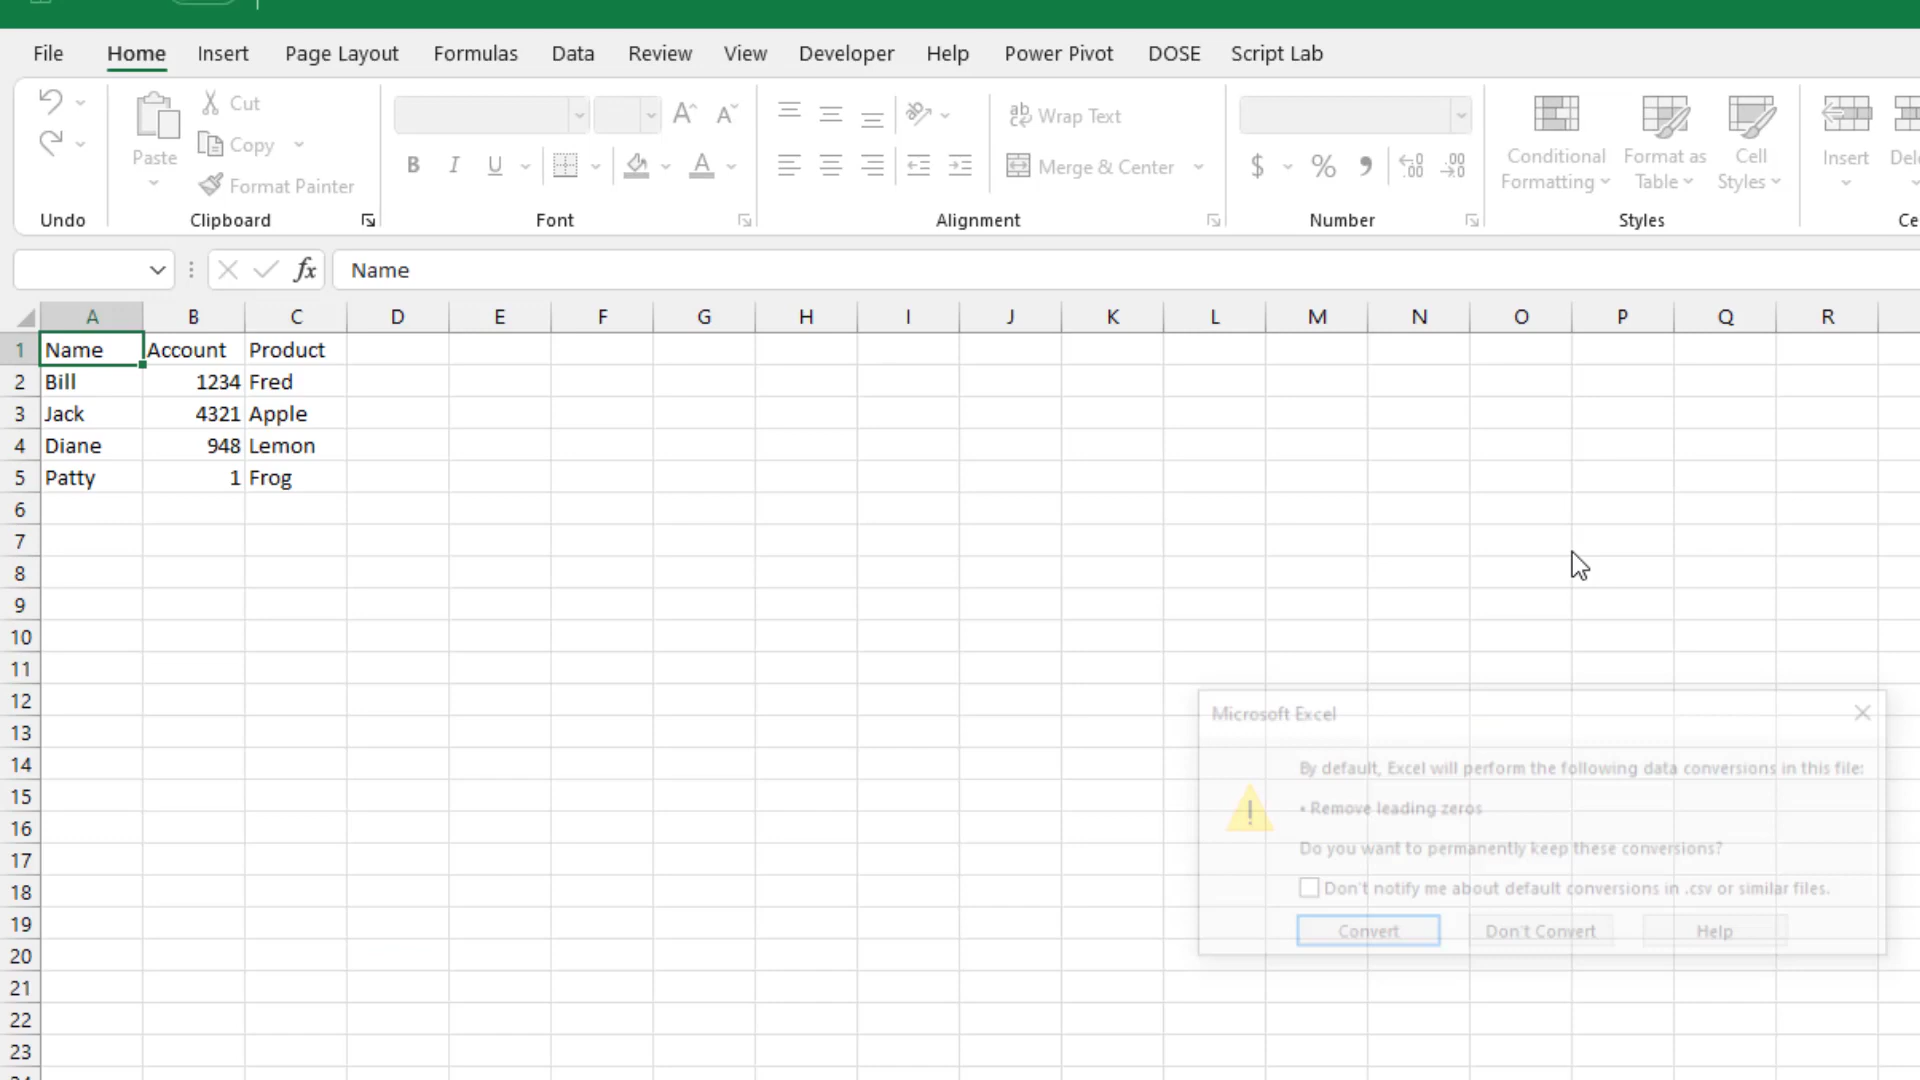 File Home Insert Page Layout Formulas Data Review View Developer Help Power Pivot DOSE Script Lab
Cut
Copy
Format Painter
Paste
Wrap Text
Merge & Center
B I U
$ %
Conditional Formatting
Format as Table
Cell Styles
Insert
Undo Clipboard Font Alignment Number Styles
fx Name
A B C D E F G H I J K L M N O P Q R
1 Name Account Product
2 Bill 1234 Fred
3 Jack 4321 Apple
4 Diane 948 Lemon
5 Patty 1 Frog
6
7
8
9
10
11
12
13
14
15
16
17
18
19
20
21
22
23
Microsoft Excel
By default, Excel will perform the following data conversions in this file:
• Remove leading zeros
Do you want to permanently keep these conversions?
Don't notify me about default conversions in .csv or similar files.
Convert Don't Convert Help